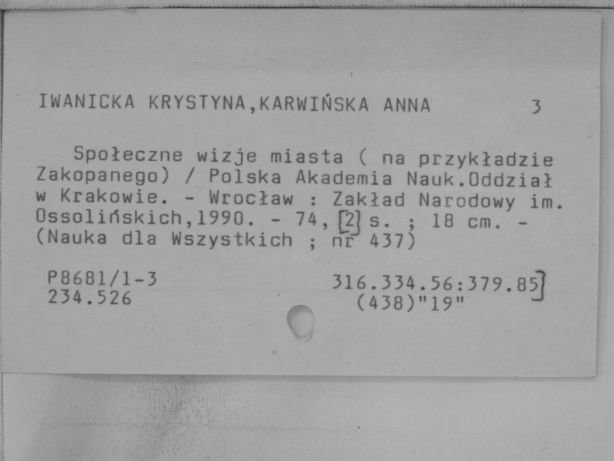 IWANICKA KRYSTYNA,KARWIŃSKA ANNA 3
Społeczne wizje miasta ( na przykładzie
Zakopanego) / Polska Akademia Nauk.Oddział
w Krakowie. - Wrocław : Zakład Narodowy im.
Ossolińskich,1990. - 74, [2] s. ; 18 cm. -
(Nauka dla Wszystkich ; nr 437)
P8681/1-3 316.334.56:379.85]
234.526 (438)"19"